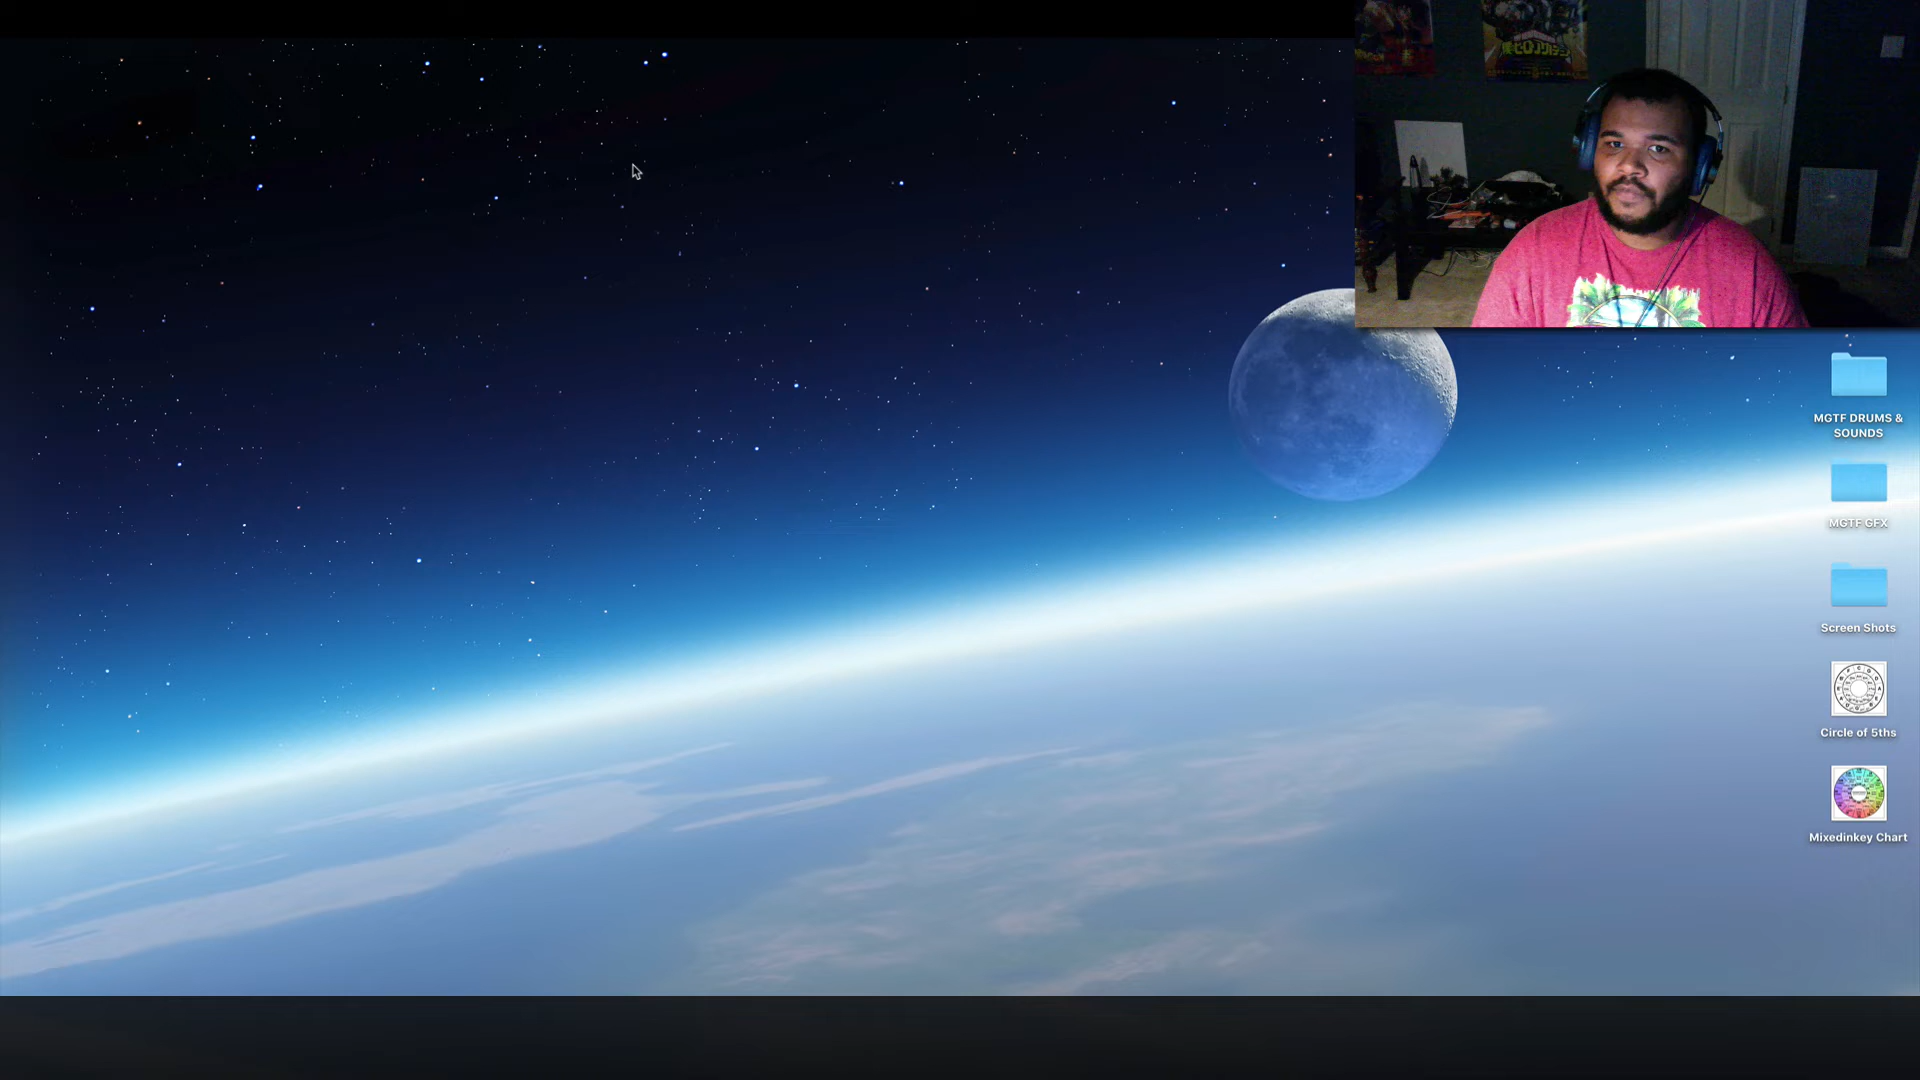 MGTF DRUMS &
SOUNDS
MGTF GFX
Screen Shots
Circle of 5ths
Mixedinkey Chart